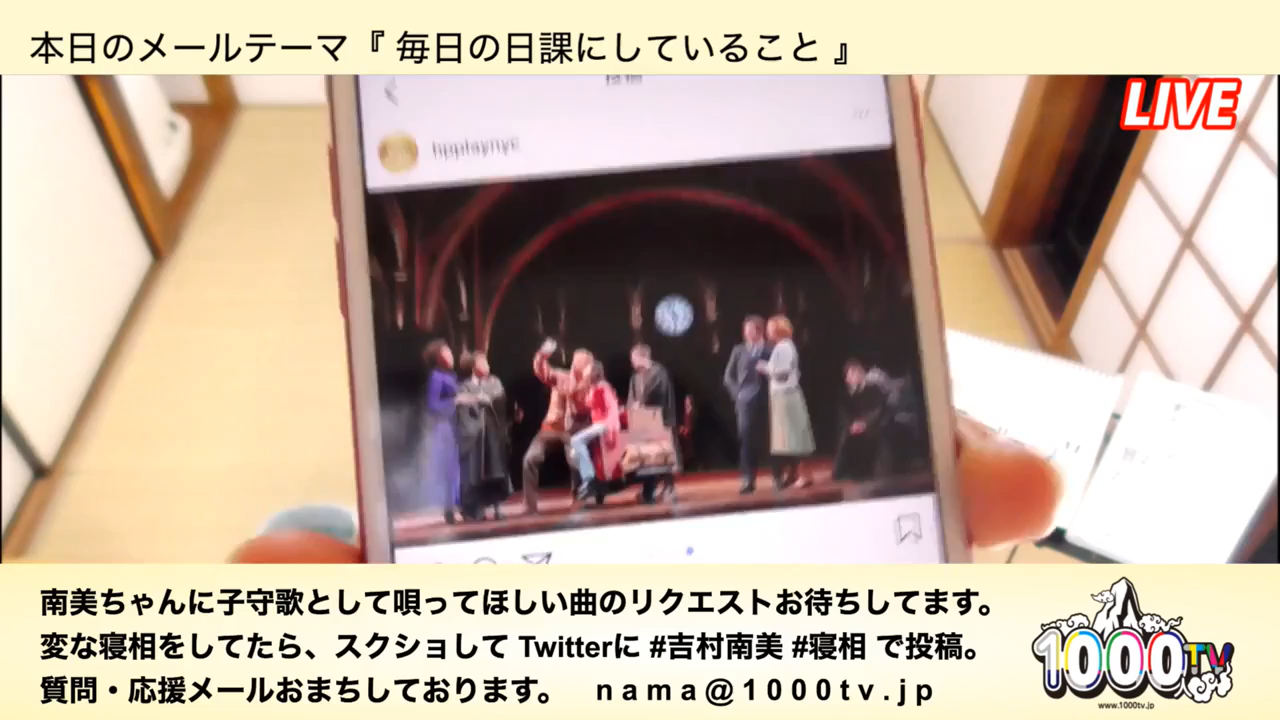 本日のメールテーマ『 毎日の日課にしていること 』
LIVE
hpplaynyc
南美ちゃんに子守歌として唄ってほしい曲のリクエストお待ちしてます。
変な寝相をしてたら、スクショして Twitterに #吉村南美 #寝相 で投稿。
質問・応援メールおまちしております。 nama@1000tv.jp
1000TV
www.1000tv.jp